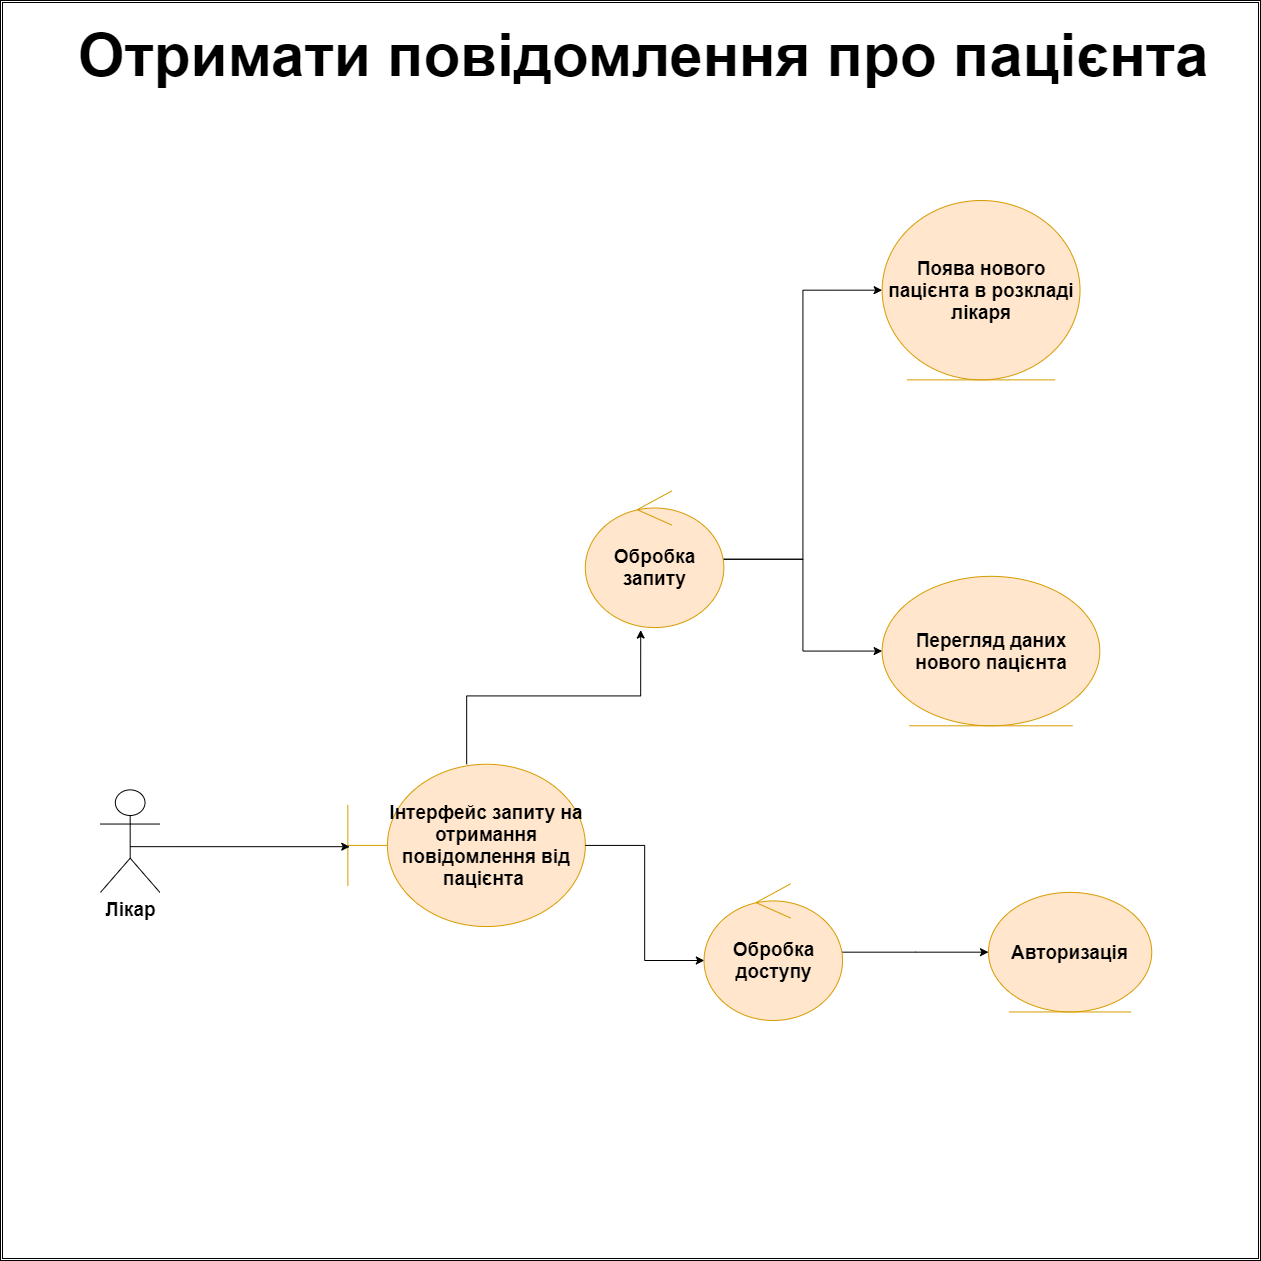 Отримати повідомлення про пацієнта
Поява нового
пацієнта в розкладі
лікаря
Обробка
запиту
Перегляд даних
нового пацієнта
Інтерфейс запиту на
отримання
повідомлення від
пацієнта
Лікар
Обробка
доступу
Авторизація